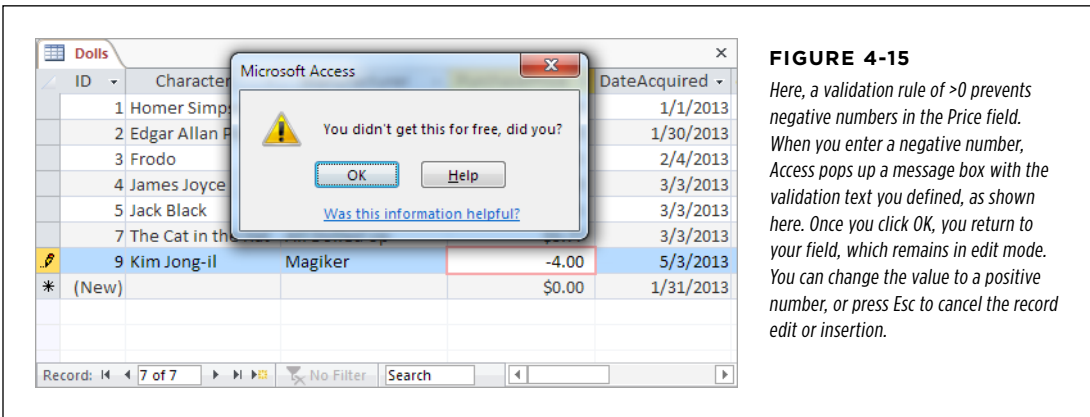 Dolls
ID Character DateAcquired
Microsoft Access
You didn't get this for free, did you?
OK Help
Was this information helpful?
1 Homer Simps 1/1/2013
2 Edgar Allan P 1/30/2013
3 Frodo 2/4/2013
4 James Joyce 3/3/2013
5 Jack Black 3/3/2013
7 The Cat in the 3/3/2013
9 Kim Jong-il Magiker -4.00 5/3/2013
(New) $0.00 1/31/2013
Record: 7 of 7 No Filter Search
FIGURE 4-15
Here, a validation rule of >0 prevents
negative numbers in the Price field.
When you enter a negative number,
Access pops up a message box with the
validation text you defined, as shown
here. Once you click OK, you return to
your field, which remains in edit mode.
You can change the value to a positive
number, or press Esc to cancel the record
edit or insertion.